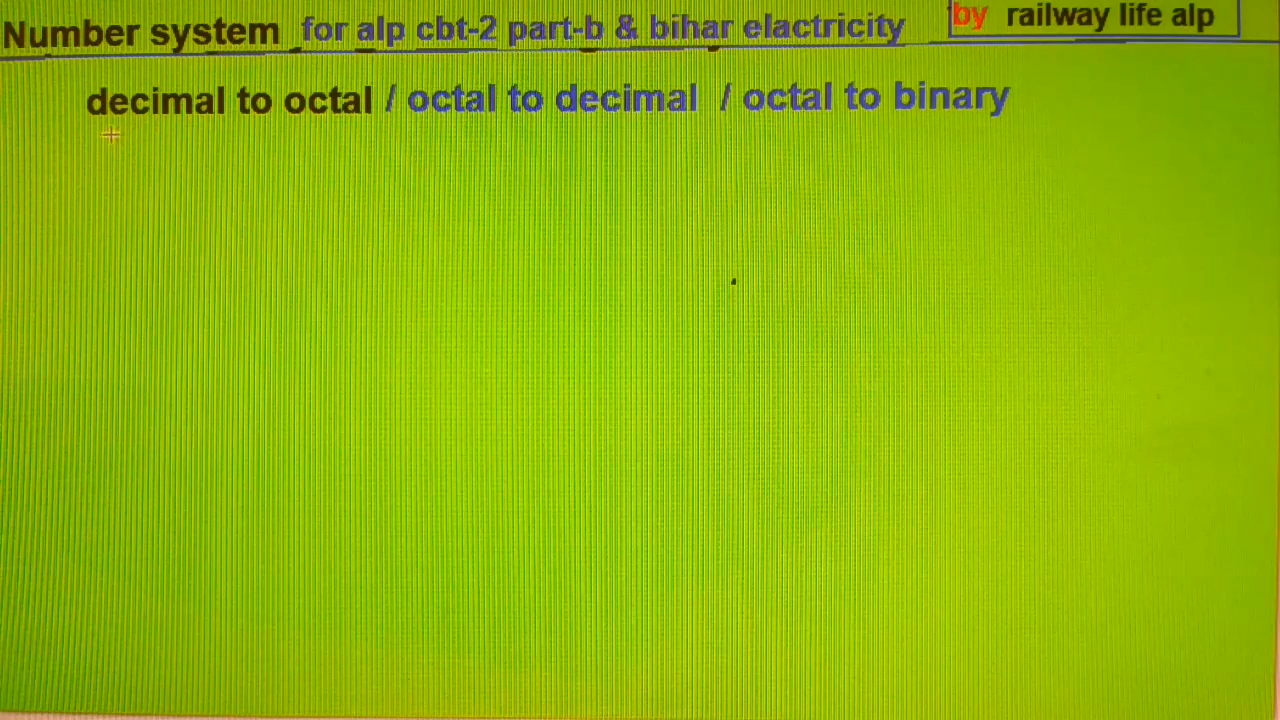 Number system for alp cbt-2 part-b & bihar elactricity
by railway life alp
decimal to octal / octal to decimal / octal to binary